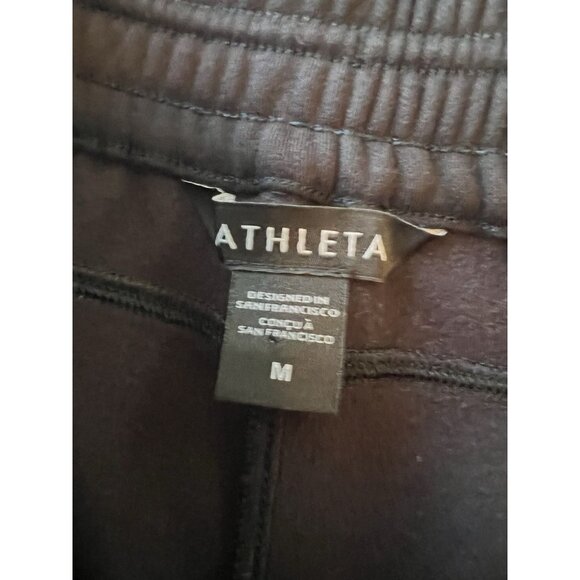 ATHLETA
DESIGNED IN
SAN FRANCISCO
CONÇU À
SAN FRANCISCO
M